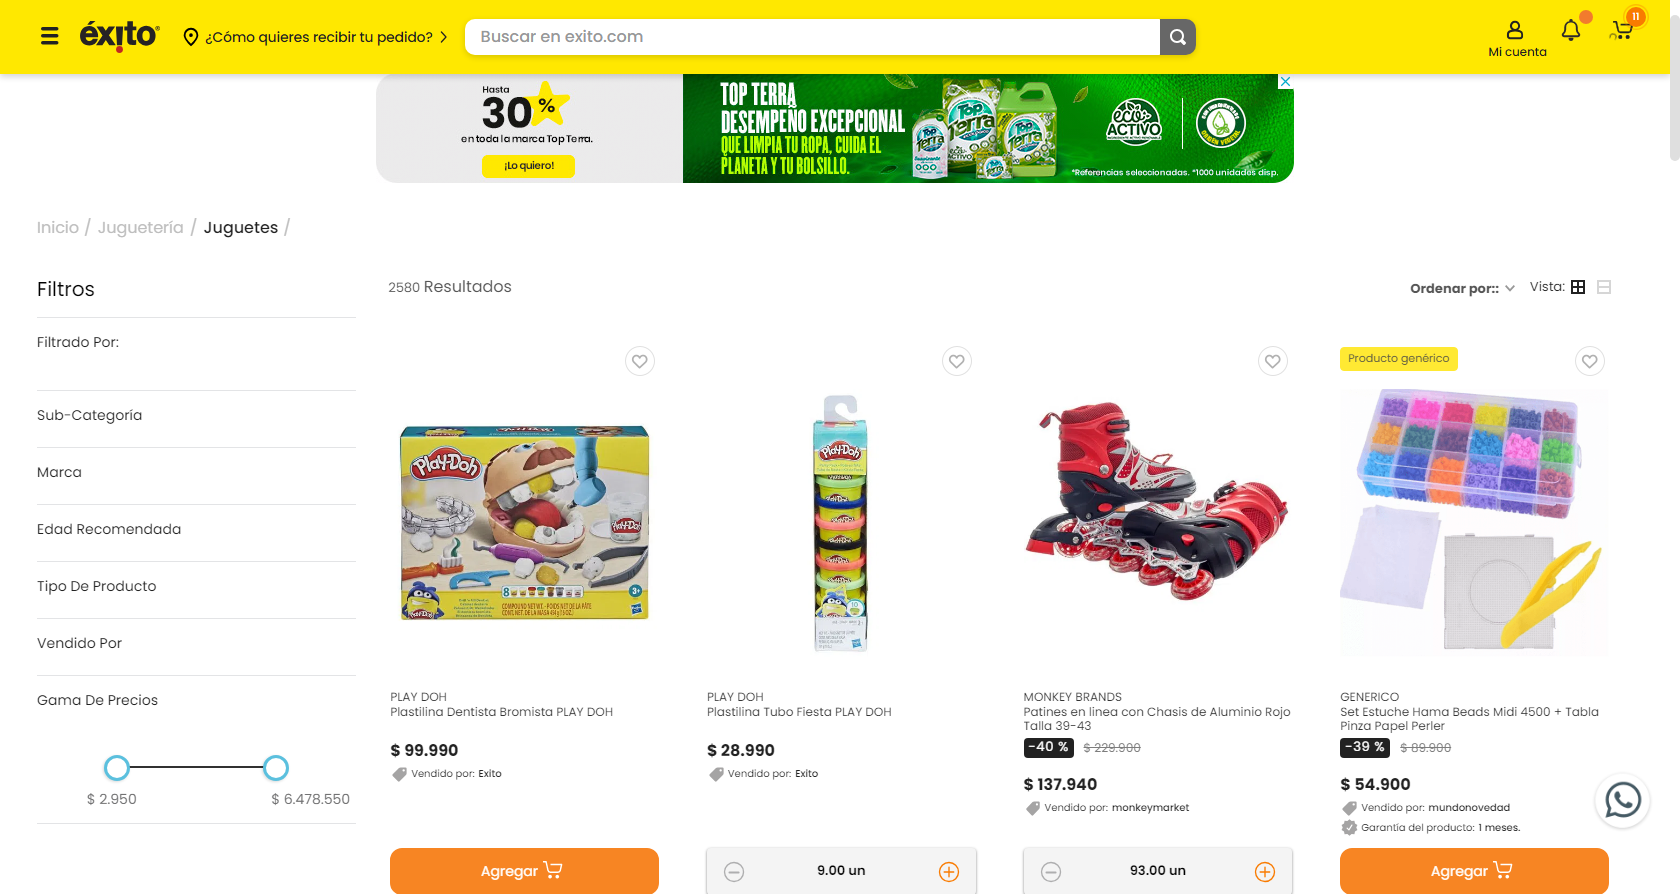 éxito
¿Cómo quieres recibir tu pedido?
Buscar en exito.com
Mi cuenta
11
Hasta
30 %
en toda la marca Top Terra.
¡Lo quiero!
TOP TERRA
DESEMPEÑO EXCEPCIONAL
QUE LIMPIA TU ROPA, CUIDA EL
PLANETA Y TU BOLSILLO.
Top Terra
eco
ACTIVO
*Referencias seleccionadas. *1000 unidades disp.
Inicio / Juguetería / Juguetes /
Filtros
2580 Resultados
Ordenar por::
Vista:
Filtrado Por:
Sub-Categoría
Marca
Edad Recomendada
Tipo De Producto
Vendido Por
Gama De Precios
$ 2.950
$ 6.478.550
Play-Doh
PLAY DOH
Plastilina Dentista Bromista PLAY DOH
$ 99.990
Vendido por: Exito
Agregar
Play-Doh
PLAY DOH
Plastilina Tubo Fiesta PLAY DOH
$ 28.990
Vendido por: Exito
9.00 un
MONKEY BRANDS
Patines en linea con Chasis de Aluminio Rojo
Talla 39-43
-40 % $ 229.900
$ 137.940
Vendido por: monkeymarket
93.00 un
Producto genérico
GENERICO
Set Estuche Hama Beads Midi 4500 + Tabla
Pinza Papel Perler
-39 % $ 89.900
$ 54.900
Vendido por: mundonovedad
Garantía del producto: 1 meses.
Agregar